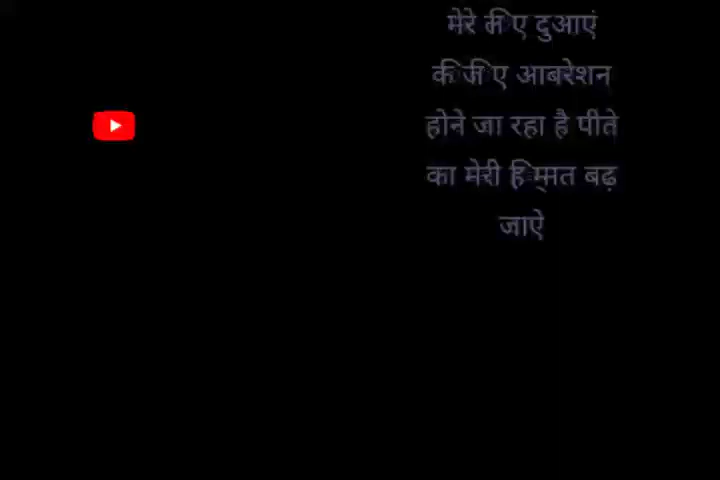 मेरे लिए दुआएं
कीजिए आबरेशन
होने जा रहा है पीते
का मेरी हिम्मत बढ़
जाऐ